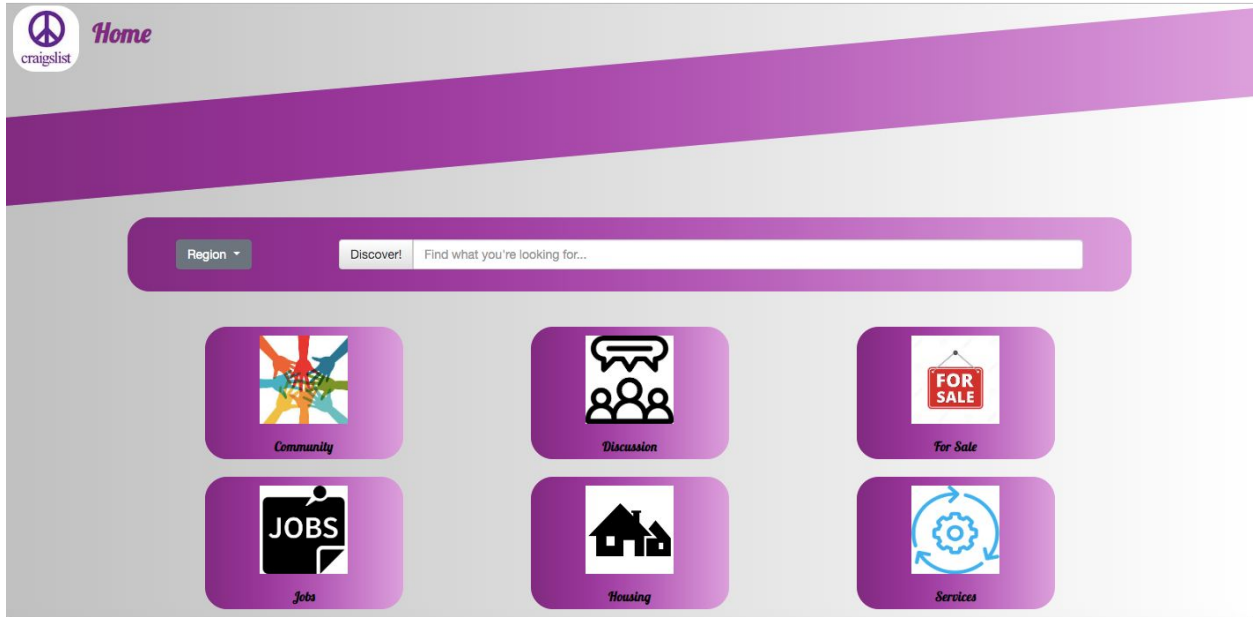 craigslist
Home
Region
Discover! Find what you're looking for...
FOR
SALE
Community Discussion For Sale
JOBS
Jobs Housing Services